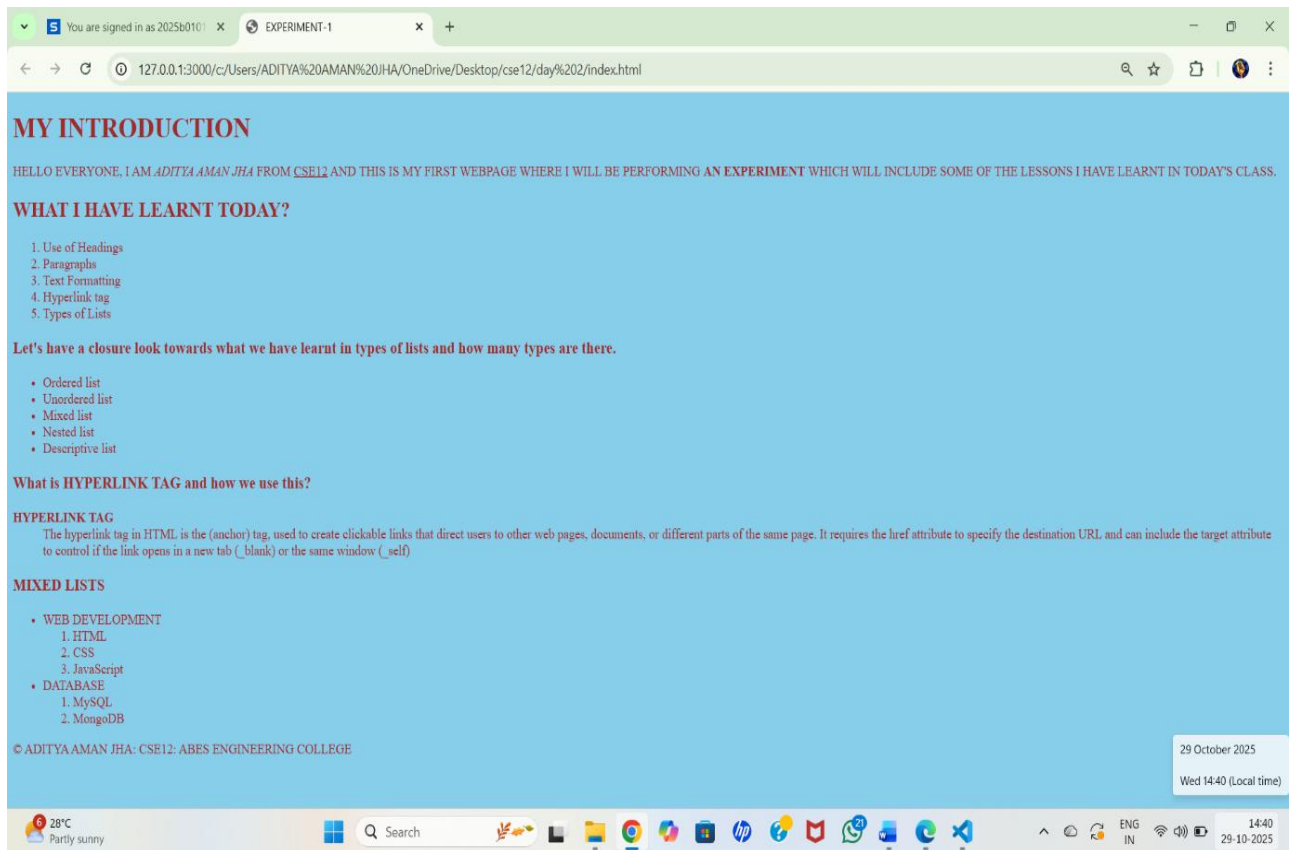 You are signed in as 2025b0101
EXPERIMENT-1
127.0.0.1:3000/c:/Users/ADITYA%20AMAN%20JHA/OneDrive/Desktop/cse12/day%202/index.html
MY INTRODUCTION
HELLO EVERYONE, I AM ADITYA AMAN JHA FROM CSE12 AND THIS IS MY FIRST WEBPAGE WHERE I WILL BE PERFORMING AN EXPERIMENT WHICH WILL INCLUDE SOME OF THE LESSONS I HAVE LEARNT IN TODAY'S CLASS.
WHAT I HAVE LEARNT TODAY?
1. Use of Headings
2. Paragraphs
3. Text Formatting
4. Hyperlink tag
5. Types of Lists
Let's have a closure look towards what we have learnt in types of lists and how many types are there.
• Ordered list
• Unordered list
• Mixed list
• Nested list
• Descriptive list
What is HYPERLINK TAG and how we use this?
HYPERLINK TAG
The hyperlink tag in HTML is the (anchor) tag, used to create clickable links that direct users to other web pages, documents, or different parts of the same page. It requires the href attribute to specify the destination URL and can include the target attribute
to control if the link opens in a new tab (_blank) or the same window (_self)
MIXED LISTS
• WEB DEVELOPMENT
1. HTML
2. CSS
3. JavaScript
• DATABASE
1. MySQL
2. MongoDB
© ADITYA AMAN JHA: CSE12: ABES ENGINEERING COLLEGE
29 October 2025
Wed 14:40 (Local time)
6
28°C
Partly sunny
Search
hp
21
ENG
IN
14:40
29-10-2025